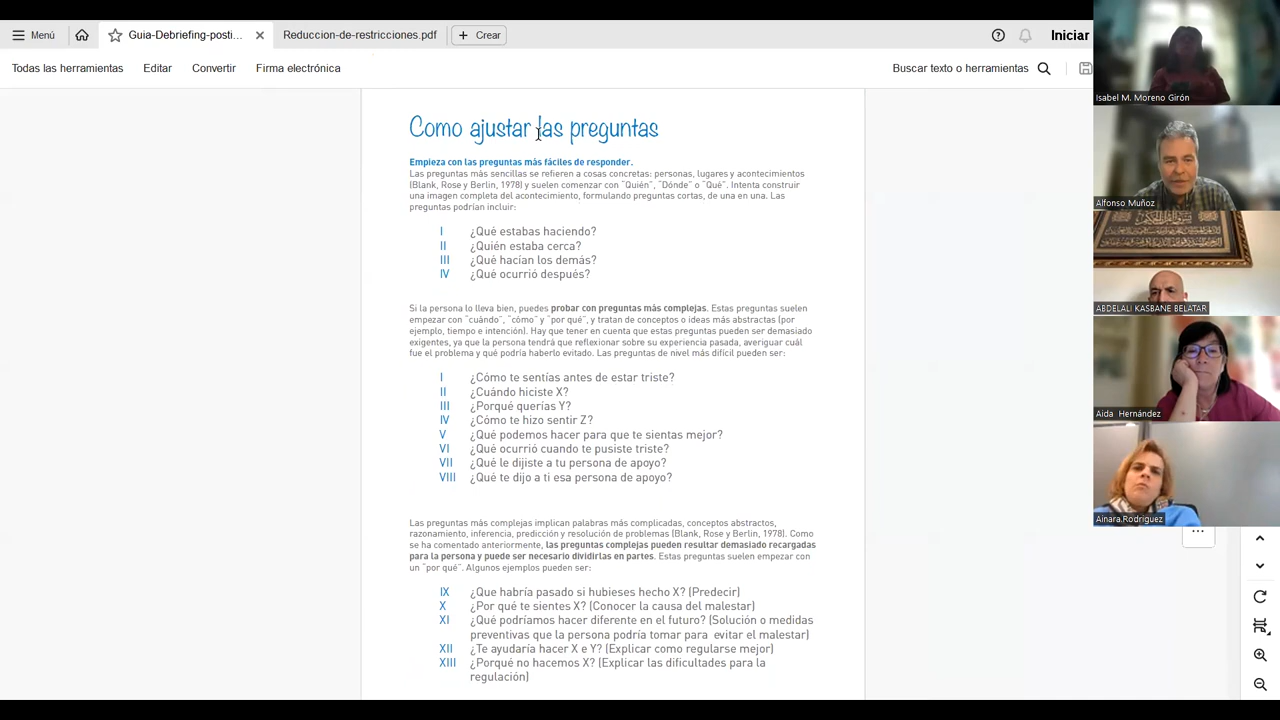 Menú
Guia-Debriefing-posti...
Reduccion-de-restricciones.pdf
Crear
Iniciar
Todas las herramientas
Editar
Convertir
Firma electrónica
Buscar texto o herramientas
Como ajustar las preguntas
Empieza con las preguntas más fáciles de responder.
Las preguntas más sencillas se refieren a cosas concretas: personas, lugares y acontecimientos
(Blank, Rose y Berlin, 1978) y suelen comenzar con “Quién”, “Dónde” o “Qué”. Intenta construir
una imagen completa del acontecimiento, formulando preguntas cortas, de una en una. Las
preguntas podrían incluir:
I ¿Qué estabas haciendo?
II ¿Quién estaba cerca?
III ¿Qué hacían los demás?
IV ¿Qué ocurrió después?
Si la persona lo lleva bien, puedes probar con preguntas más complejas. Estas preguntas suelen
empezar con “cuándo”, “cómo” y “por qué”, y tratan de conceptos o ideas más abstractas (por
ejemplo, tiempo e intención). Hay que tener en cuenta que estas preguntas pueden ser demasiado
exigentes, ya que la persona tendrá que reflexionar sobre su experiencia pasada, averiguar cuál
fue el problema y qué podría haberlo evitado. Las preguntas de nivel más difícil pueden ser:
I ¿Cómo te sentías antes de estar triste?
II ¿Cuándo hiciste X?
III ¿Porqué querías Y?
IV ¿Cómo te hizo sentir Z?
V ¿Qué podemos hacer para que te sientas mejor?
VI ¿Qué ocurrió cuando te pusiste triste?
VII ¿Qué le dijiste a tu persona de apoyo?
VIII ¿Qué te dijo a ti esa persona de apoyo?
Las preguntas más complejas implican palabras más complicadas, conceptos abstractos,
razonamiento, inferencia, predicción y resolución de problemas (Blank, Rose y Berlin, 1978). Como
se ha comentado anteriormente, las preguntas complejas pueden resultar demasiado recargadas
para la persona y puede ser necesario dividirlas en partes. Estas preguntas suelen empezar con
un “por qué”. Algunos ejemplos pueden ser:
IX ¿Que habría pasado si hubieses hecho X? (Predecir)
X ¿Por qué te sientes X? (Conocer la causa del malestar)
XI ¿Qué podríamos hacer diferente en el futuro? (Solución o medidas
preventivas que la persona podría tomar para evitar el malestar)
XII ¿Te ayudaría hacer X e Y? (Explicar como regularse mejor)
XIII ¿Porqué no hacemos X? (Explicar las dificultades para la
regulación)
Isabel M. Moreno Girón
Alfonso Muñoz
ABDELALI KASBANE BELATAR
Aida Hernández
Ainara.Rodriguez